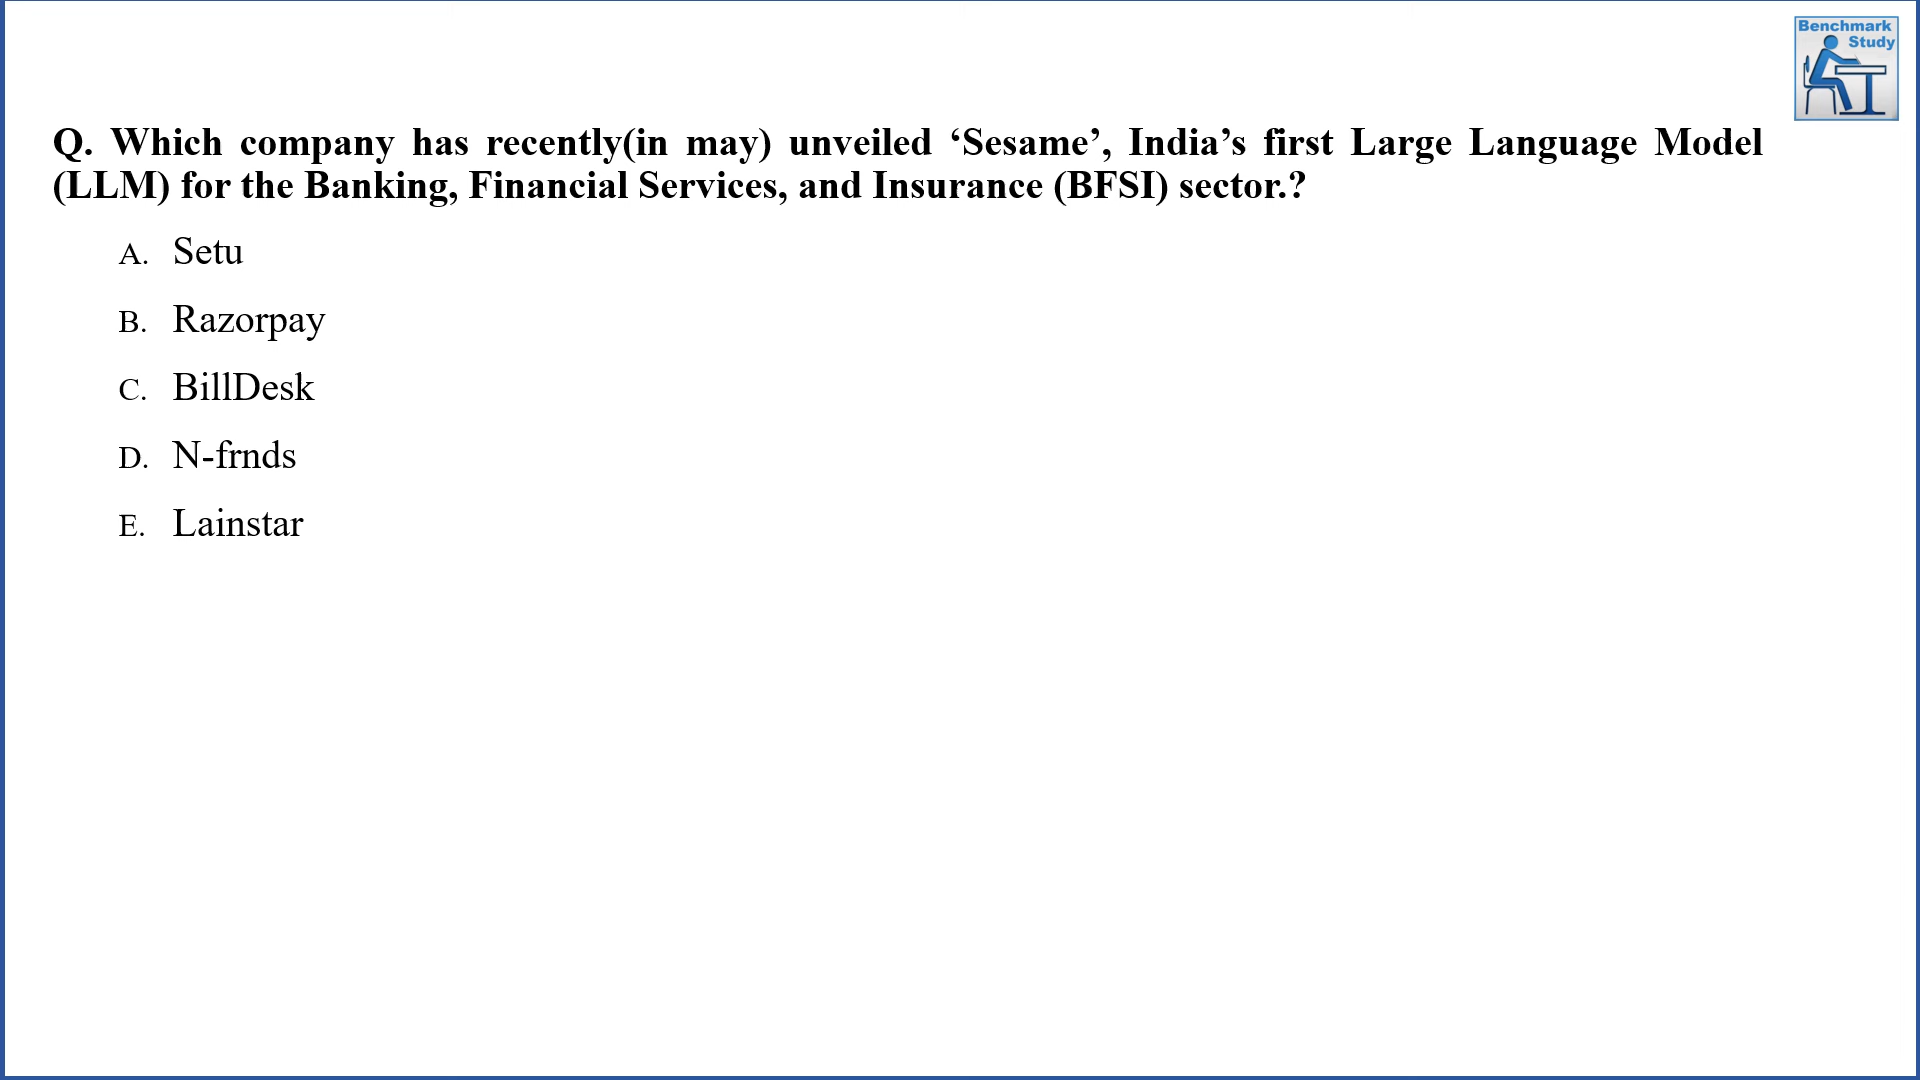 Benchmark
Study
Q. Which company has recently(in may) unveiled ‘Sesame’, India’s first Large Language Model
(LLM) for the Banking, Financial Services, and Insurance (BFSI) sector.?
A. Setu
B. Razorpay
C. BillDesk
D. N-frnds
E. Lainstar